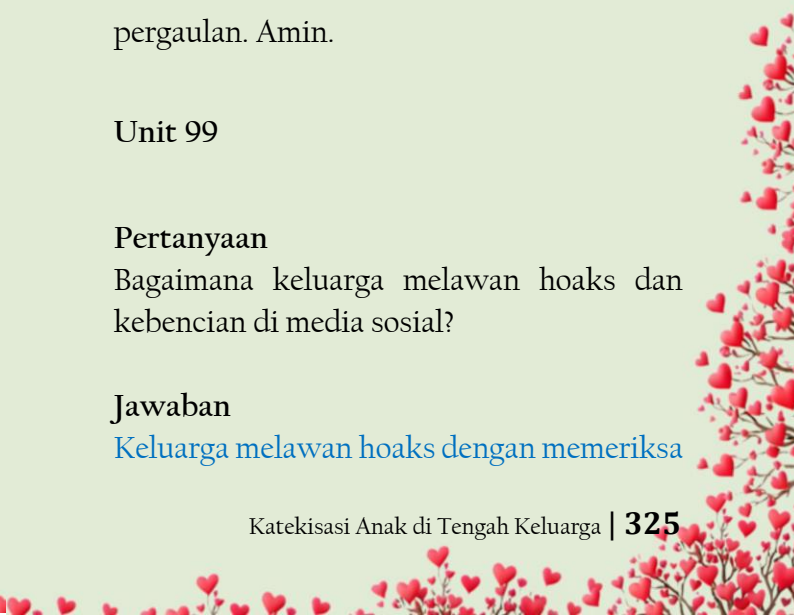 pergaulan. Amin.
Unit 99
Pertanyaan
Bagaimana keluarga melawan hoaks dan
kebencian di media sosial?
Jawaban
Keluarga melawan hoaks dengan memeriksa
Katekisasi Anak di Tengah Keluarga | 325